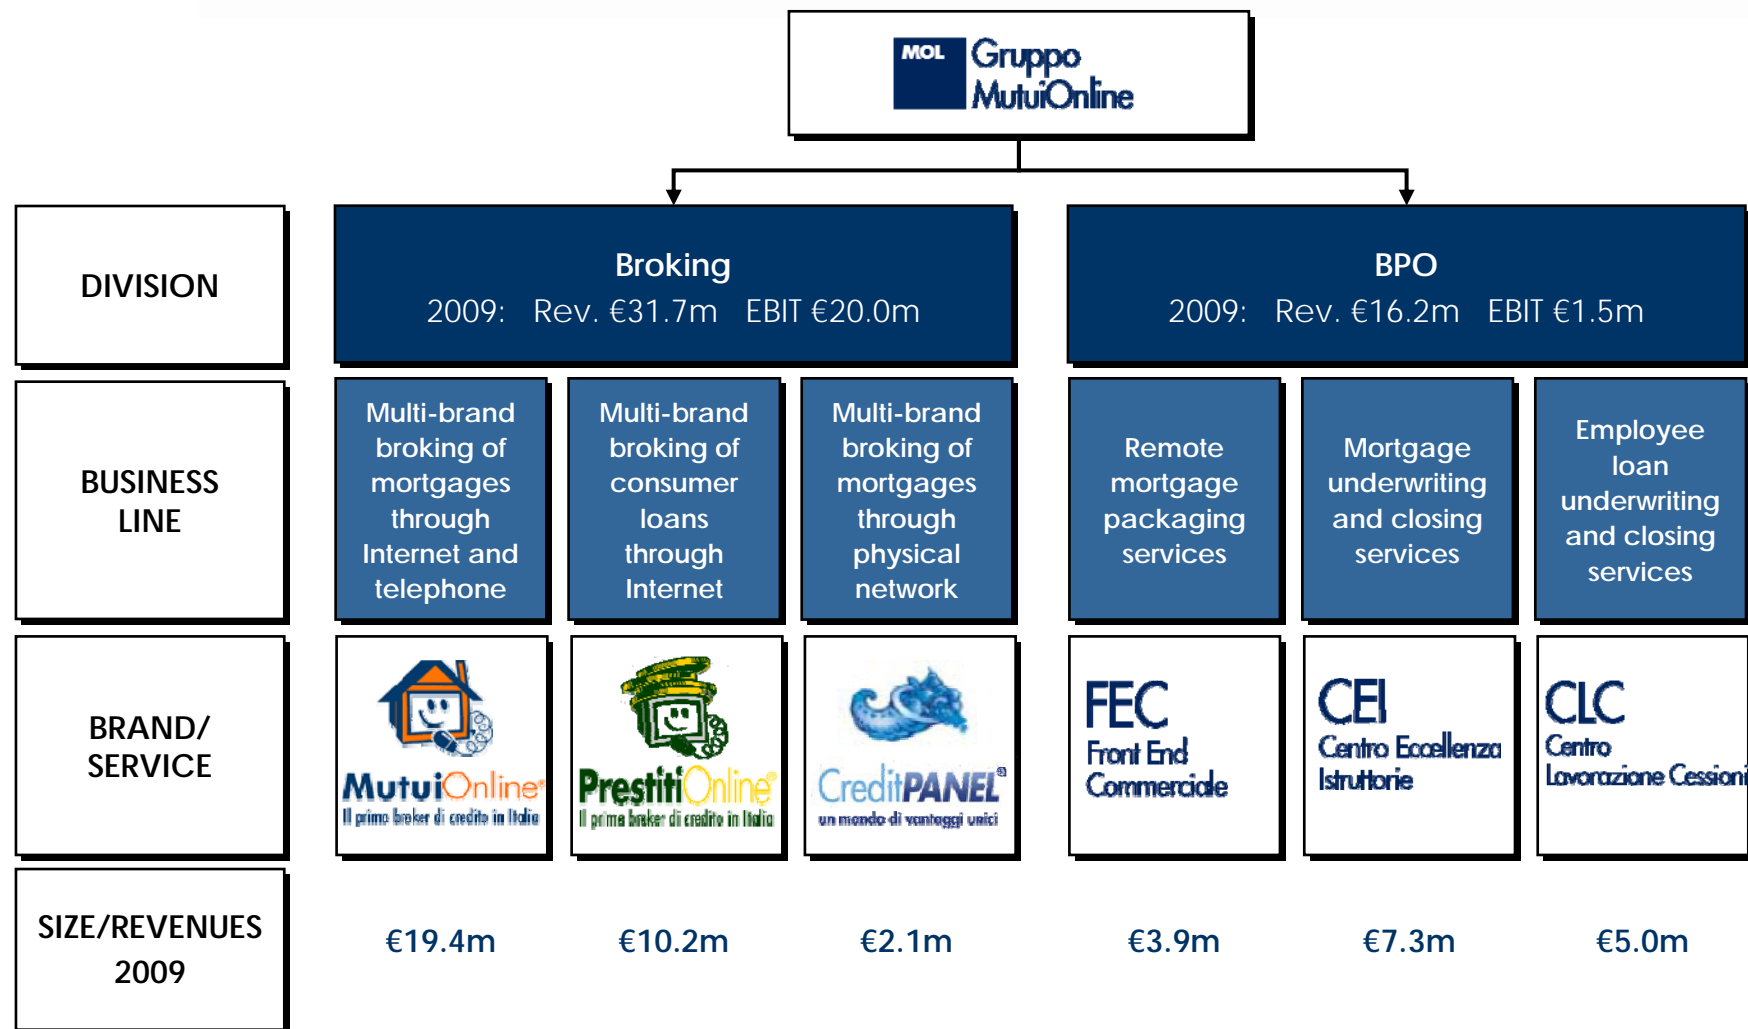 MOL
Gruppo
MutuiOnline
DIVISION
Broking
2009: Rev. €31.7m EBIT €20.0m
BPO
2009: Rev. €16.2m EBIT €1.5m
BUSINESS
LINE
Multi-brand
broking of
mortgages
through
Internet and
telephone
Multi-brand
broking of
consumer
loans
through
Internet
Multi-brand
broking of
mortgages
through
physical
network
Remote
mortgage
packaging
services
Mortgage
underwriting
and closing
services
Employee
loan
underwriting
and closing
services
BRAND/
SERVICE
MutuiOnline®
Il primo broker di credito in Italia
PrestitiOnline®
Il primo broker di credito in Italia
CreditPANEL®
un mondo di vantaggi unici
FEC
Front End
Commerciale
CEI
Centro Eccellenza
Istruttorie
CLC
Centro
Lavorazione Cessioni
SIZE/REVENUES
2009
€19.4m
€10.2m
€2.1m
€3.9m
€7.3m
€5.0m